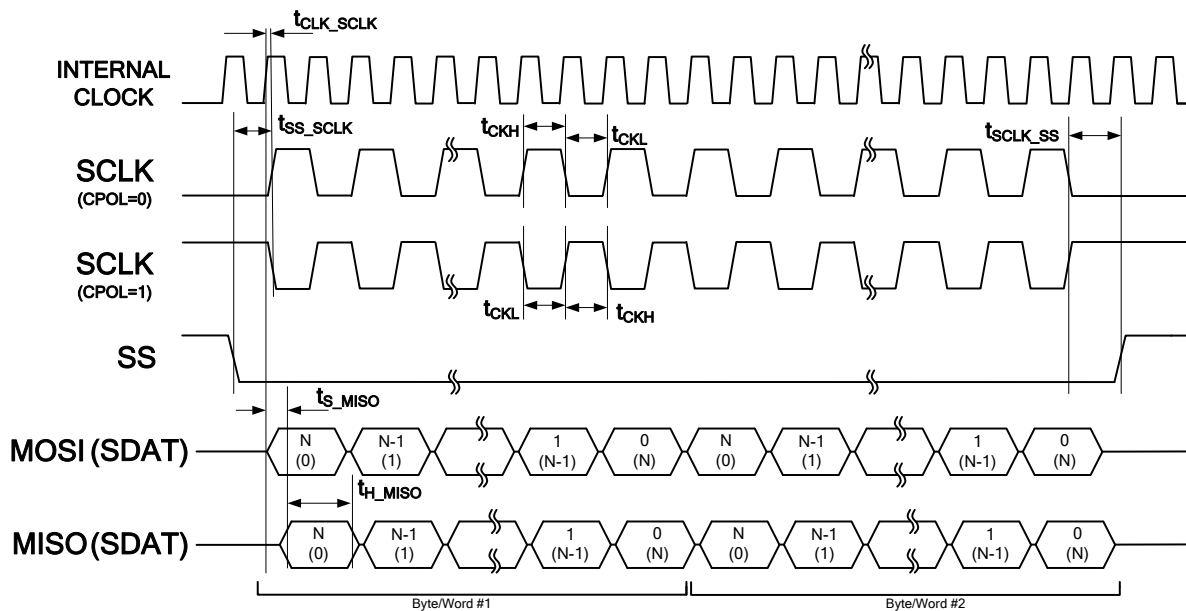 tCLK_SCLK
INTERNAL
CLOCK
tSS_SCLK
tCKH
tCKL
tSCLK_SS
SCLK
(CPOL=0)
SCLK
(CPOL=1)
tCKL
tCKH
SS
tS_MISO
MOSI (SDAT)
N N-1 1 0 N N-1 1 0
(0) (1) (N-1) (N) (0) (1) (N-1) (N)
tH_MISO
MISO (SDAT)
N N-1 1 0 N N-1 1 0
(0) (1) (N-1) (N) (0) (1) (N-1) (N)
Byte/Word #1 Byte/Word #2